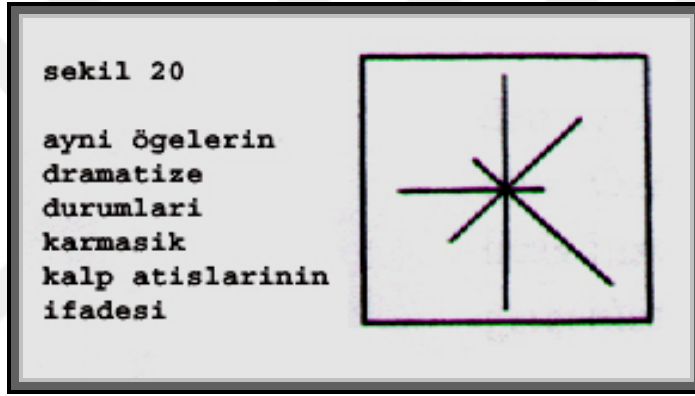 sekil 20
ayni ögelerin
dramatize
durumlari
karmasik
kalp atislarinin
ifadesi